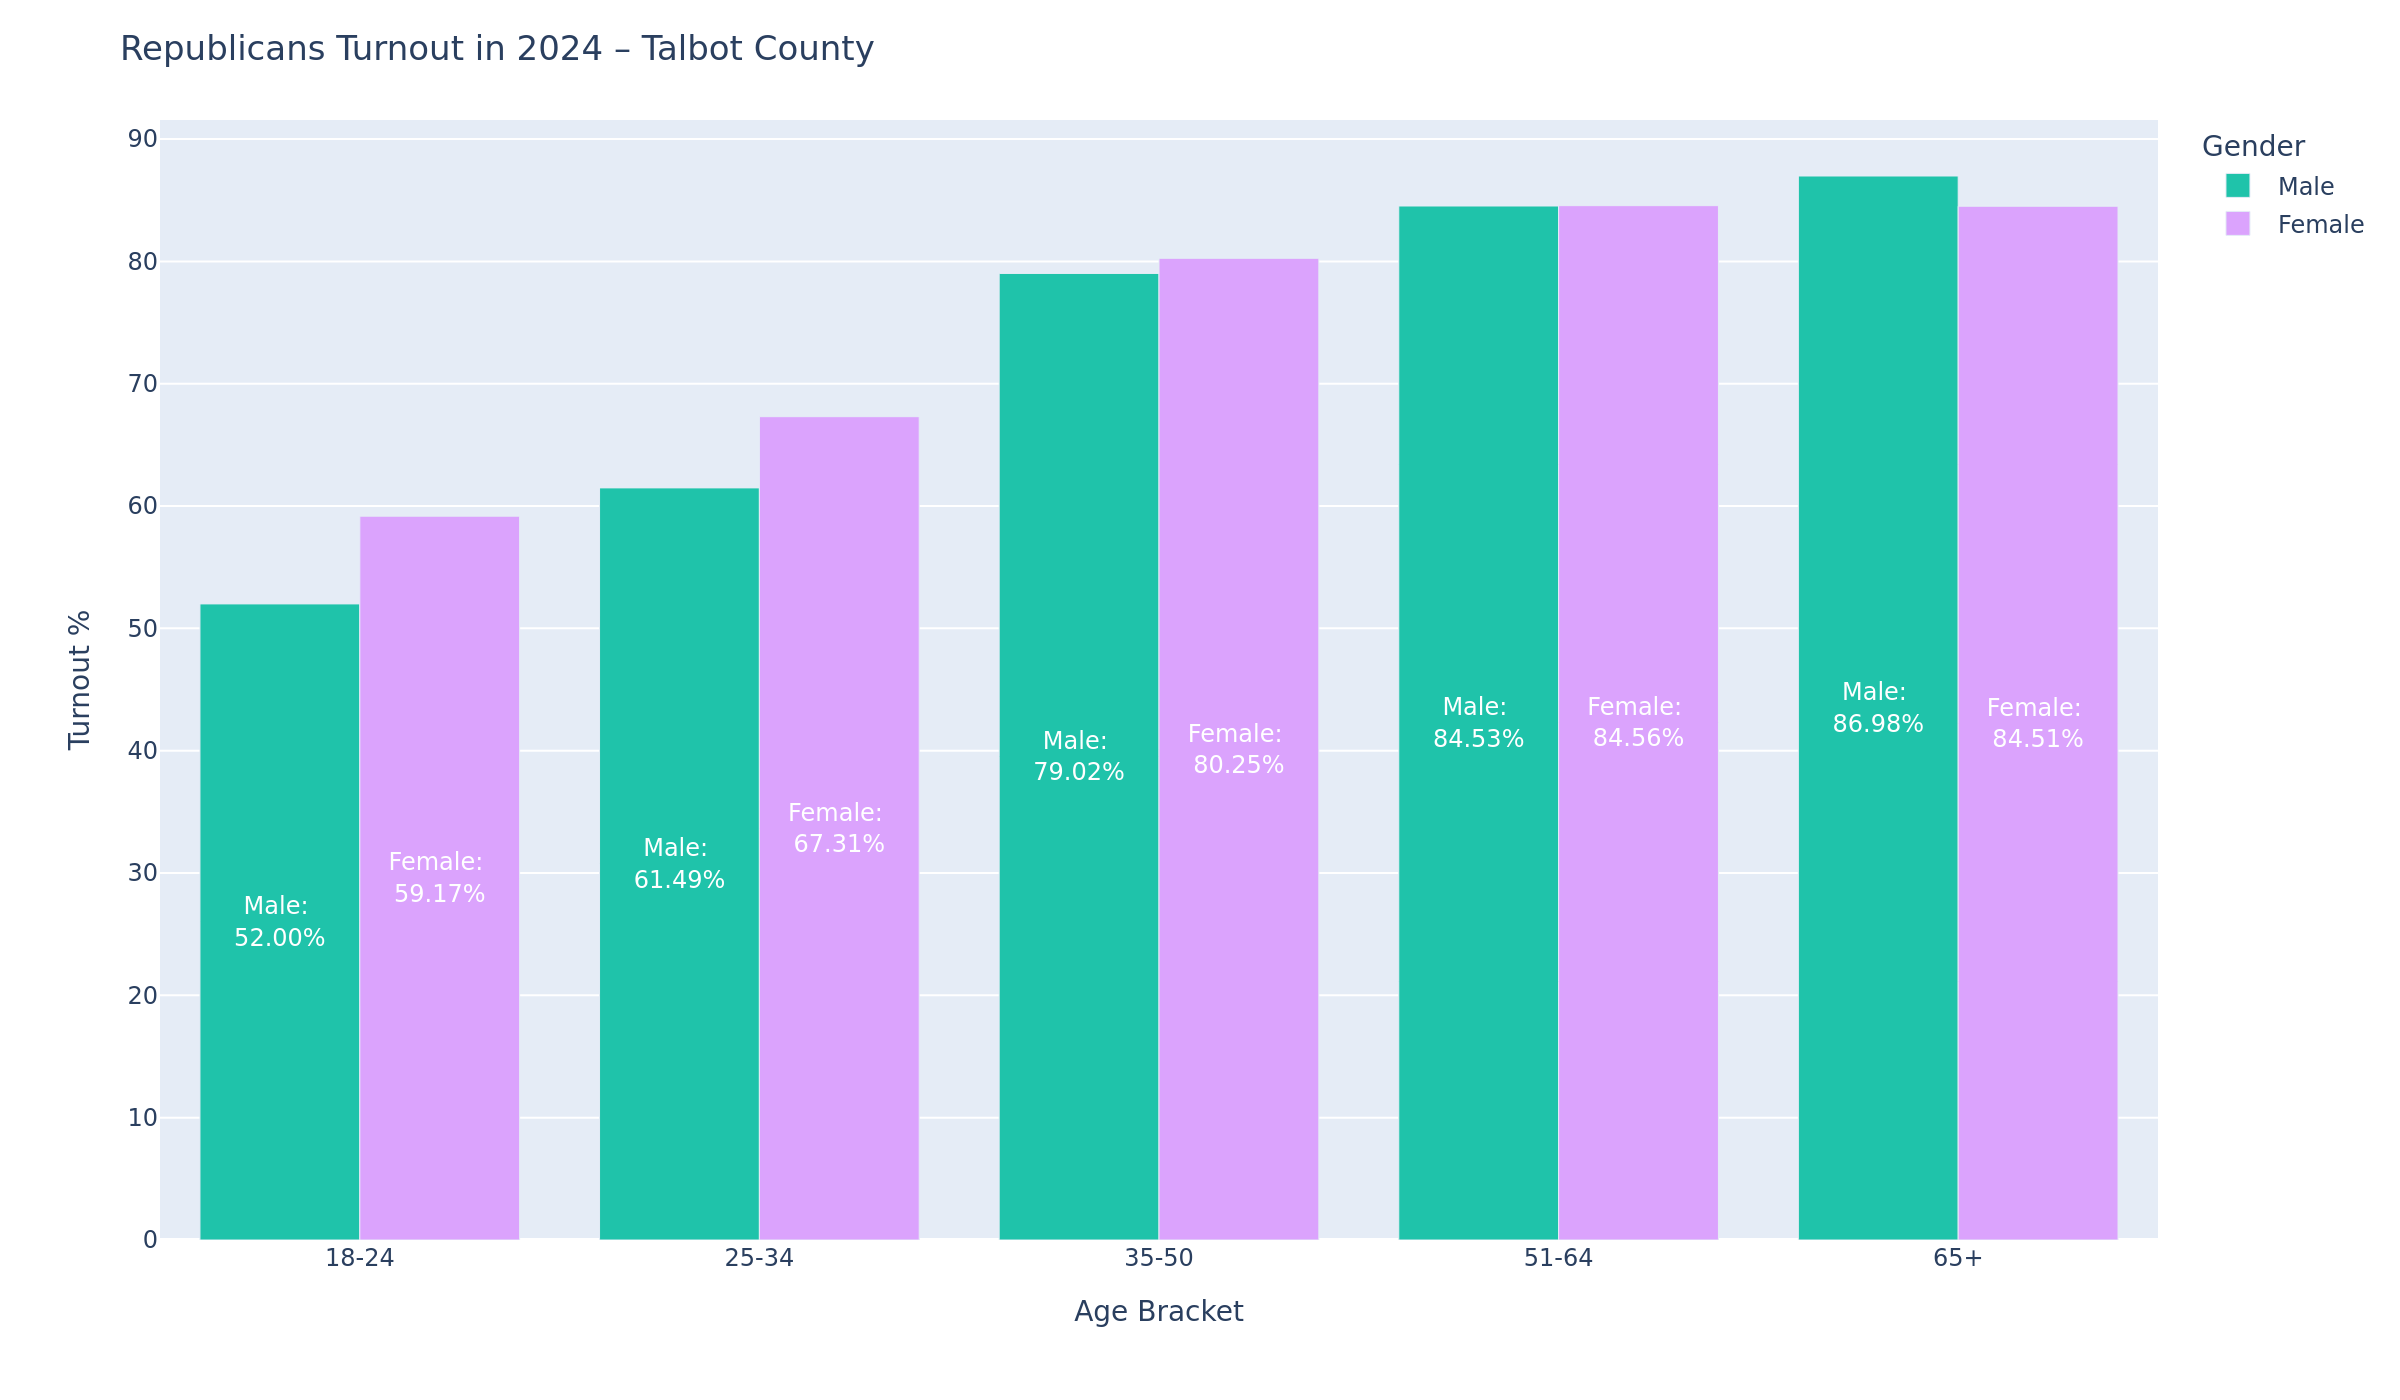 Republicans Turnout in 2024 – Talbot County
Gender
Male
Female
Turnout %
90
80
70
60
50
40
30
20
10
0
Male:
52.00%
Female:
59.17%
Male:
61.49%
Female:
67.31%
Male:
79.02%
Female:
80.25%
Male:
84.53%
Female:
84.56%
Male:
86.98%
Female:
84.51%
18-24
25-34
35-50
51-64
65+
Age Bracket